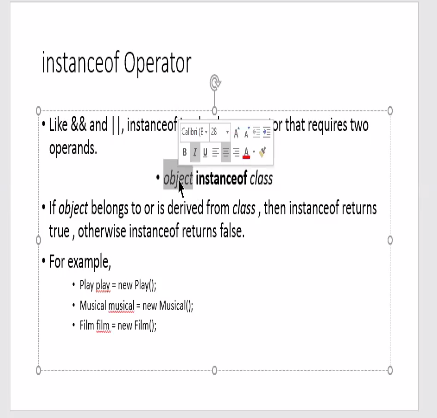 instanceof Operator
• Like && and ||, instanceof or that requires two
operands.
Calibri (E 28 A A
B I U A
• object instanceof class
• If object belongs to or is derived from class , then instanceof returns
true , otherwise instanceof returns false.
• For example,
• Play play = new Play();
• Musical musical = new Musical();
• Film film = new Film();